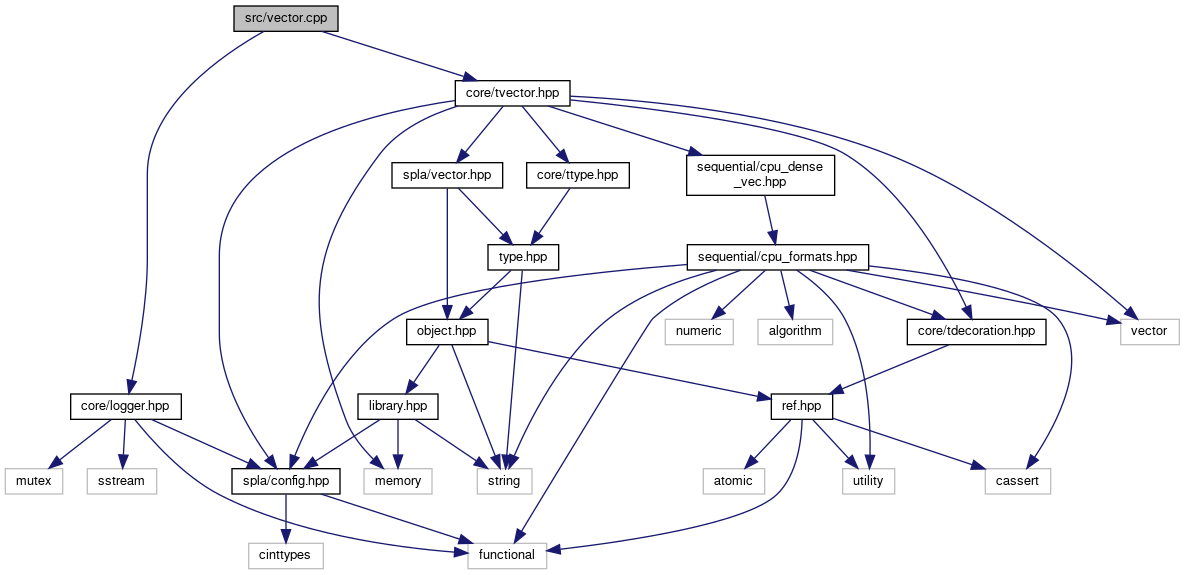 src/vector.cpp
core/tvector.hpp
spla/vector.hpp
core/ttype.hpp
sequential/cpu_dense
_vec.hpp
type.hpp
sequential/cpu_formats.hpp
object.hpp
numeric
algorithm
core/tdecoration.hpp
vector
core/logger.hpp
library.hpp
ref.hpp
mutex
sstream
spla/config.hpp
memory
string
atomic
utility
cassert
cinttypes
functional